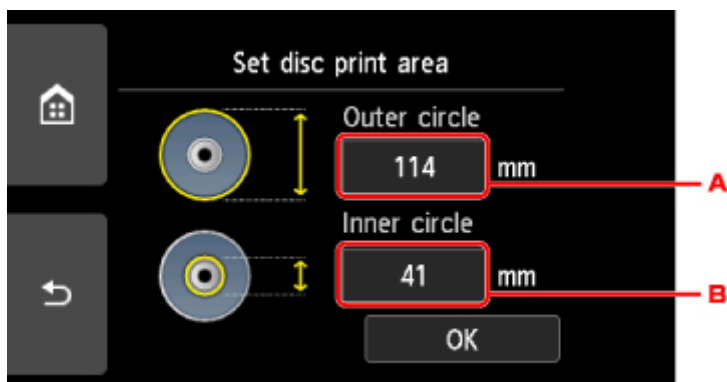 Set disc print area
Outer circle
114 mm
A
Inner circle
41 mm
B
OK